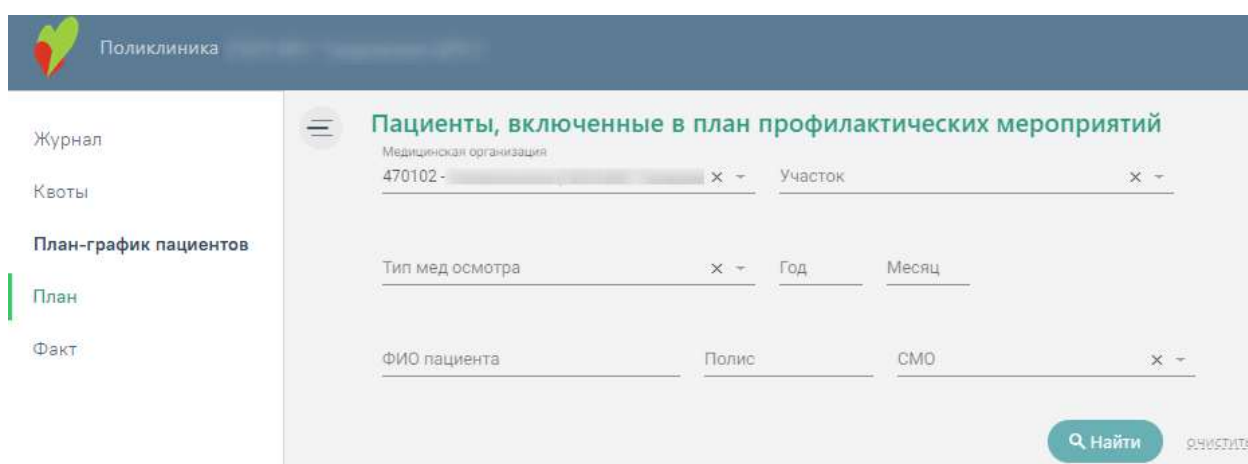 Поликлиника
Журнал
Квоты
План-график пациентов
План
Факт
Пациенты, включенные в план профилактических мероприятий
Медицинская организация
470102 -
Участок
Тип мед осмотра
Год
Месяц
ФИО пациента
Полис
СМО
Найти
очистить